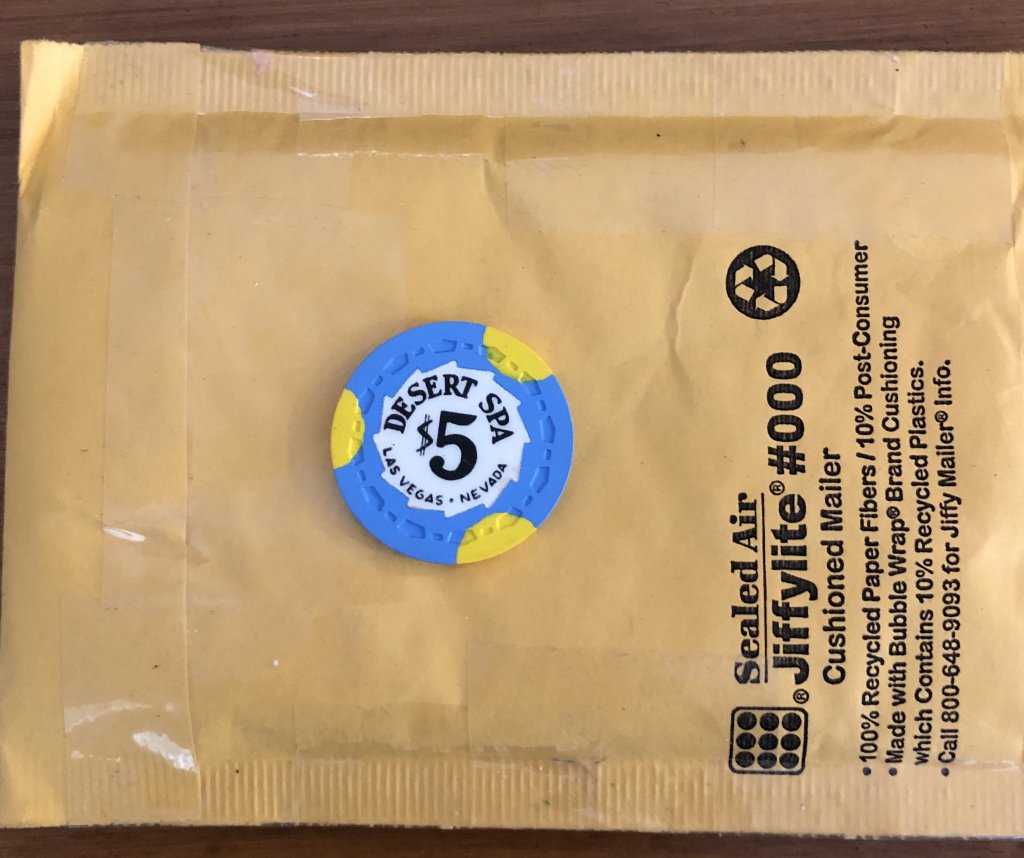 DESERT SPA
$5
LAS VEGAS • NEVADA
Sealed Air
®Jiffylite® #000
Cushioned Mailer
• 100% Recycled Paper Fibers / 10% Post-Consumer
• Made with Bubble Wrap® Brand Cushioning
which Contains 10% Recycled Plastics.
• Call 800-648-9093 for Jiffy Mailer® Info.